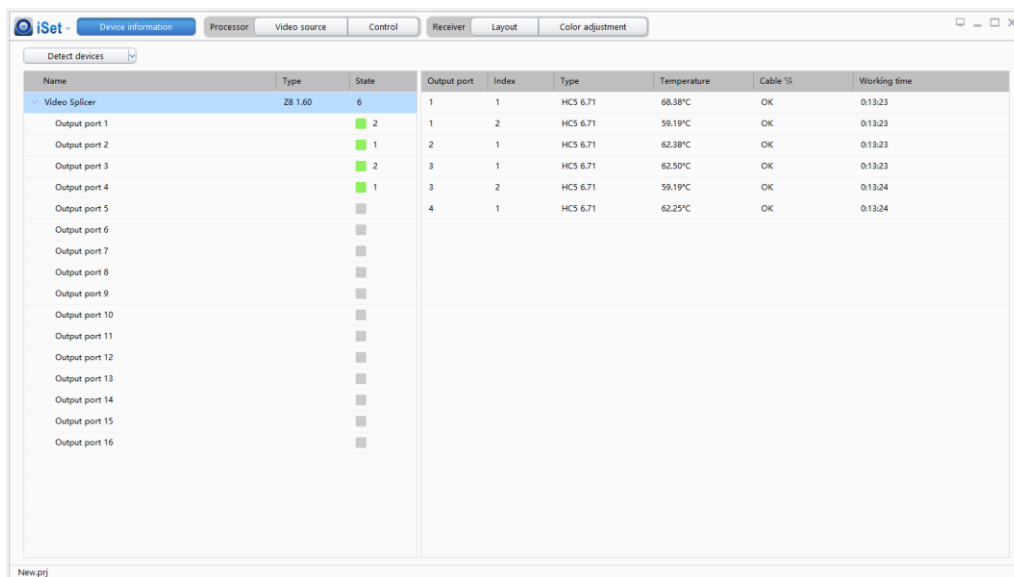 iSet Device information Processor Video source Control Receiver Layout Color adjustment
Detect devices
Name Type State Output port Index Type Temperature Cable Working time
Video Splicer Z8 1.60 6 1 1 HC5 6.71 68.38°C OK 0:13:23
Output port 1 2 1 2 HC5 6.71 59.19°C OK 0:13:23
Output port 2 1 2 1 HC5 6.71 62.38°C OK 0:13:23
Output port 3 2 3 1 HC5 6.71 62.50°C OK 0:13:23
Output port 4 1 3 2 HC5 6.71 59.19°C OK 0:13:24
Output port 5 4 1 HC5 6.71 62.25°C OK 0:13:24
Output port 6
Output port 7
Output port 8
Output port 9
Output port 10
Output port 11
Output port 12
Output port 13
Output port 14
Output port 15
Output port 16
New.prj